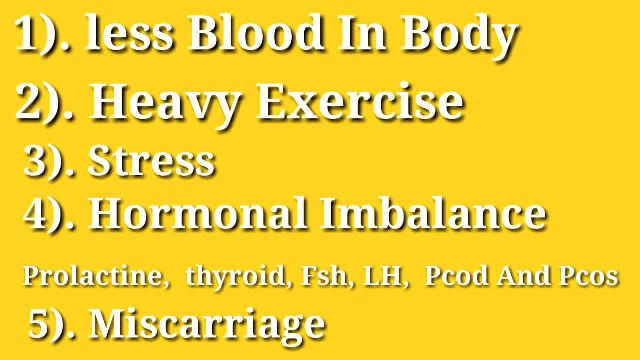 1). less Blood In Body
2). Heavy Exercise
3). Stress
4). Hormonal Imbalance
Prolactine, thyroid, Fsh, LH, Pcod And Pcos
5). Miscarriage